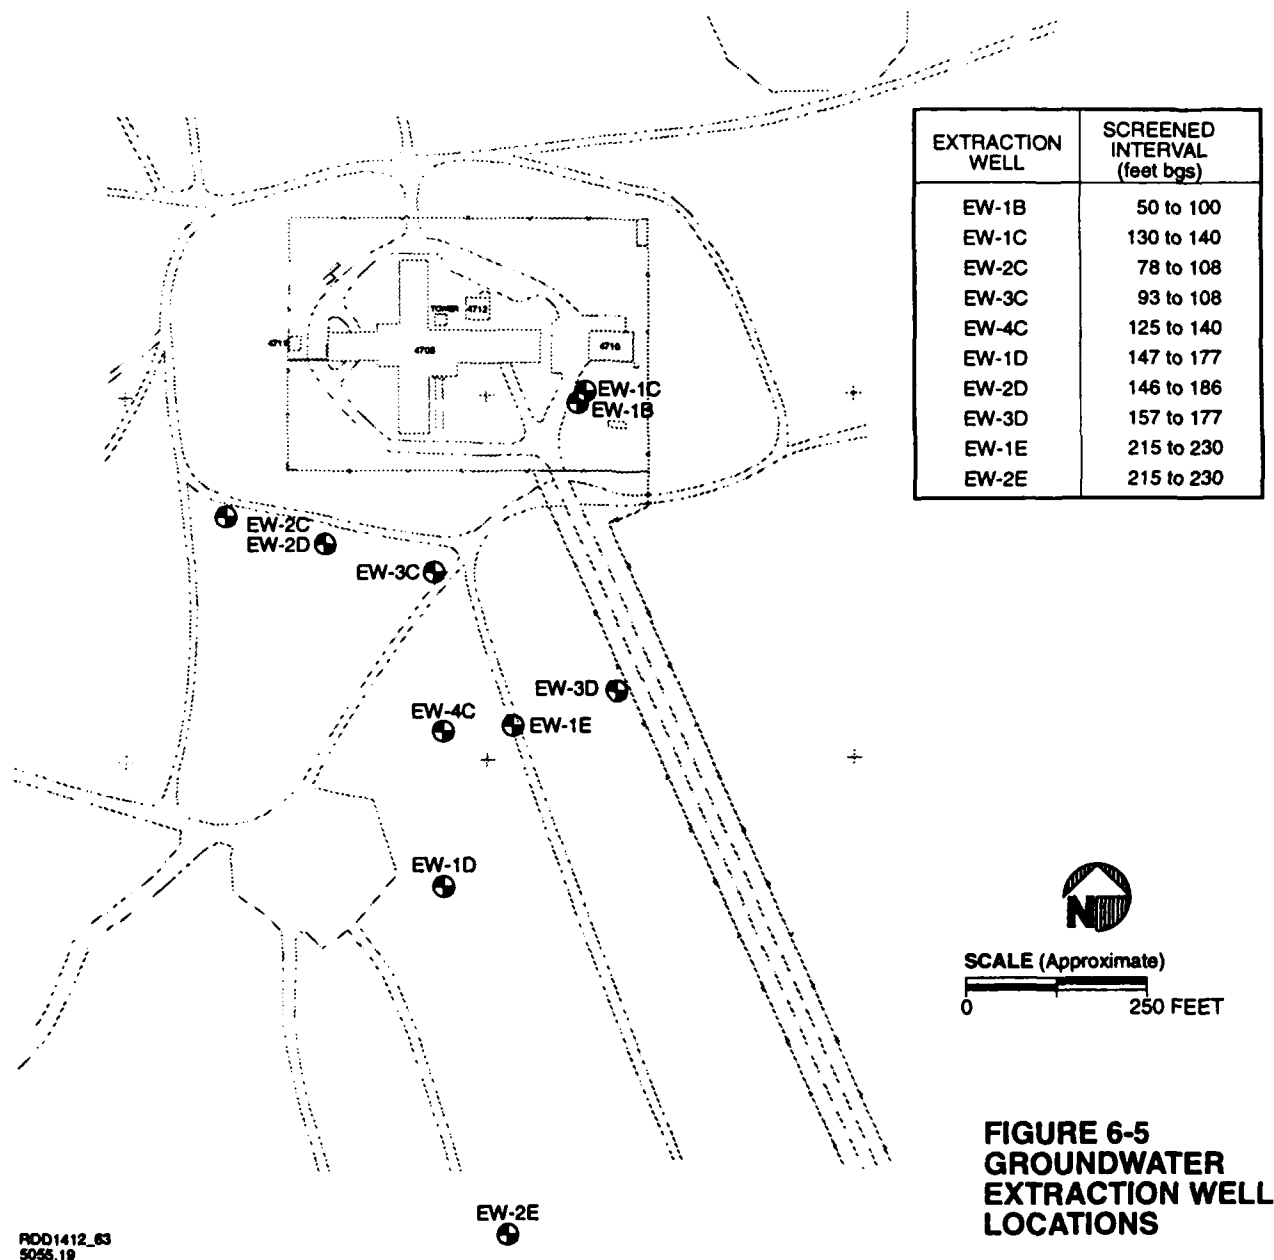 EXTRACTION WELL
SCREENED INTERVAL (feet bgs)
EW-1B 50 to 100
EW-1C 130 to 140
EW-2C 78 to 108
EW-3C 93 to 108
EW-4C 125 to 140
EW-1D 147 to 177
EW-2D 146 to 186
EW-3D 157 to 177
EW-1E 215 to 230
EW-2E 215 to 230
TOWER
4712
4708
4710
EW-1C
EW-1B
EW-2C
EW-2D
EW-3C
EW-3D
EW-4C
EW-1E
EW-1D
N
SCALE (Approximate)
0 250 FEET
FIGURE 6-5
GROUNDWATER
EXTRACTION WELL
LOCATIONS
EW-2E
RDD1412_63
5055.19